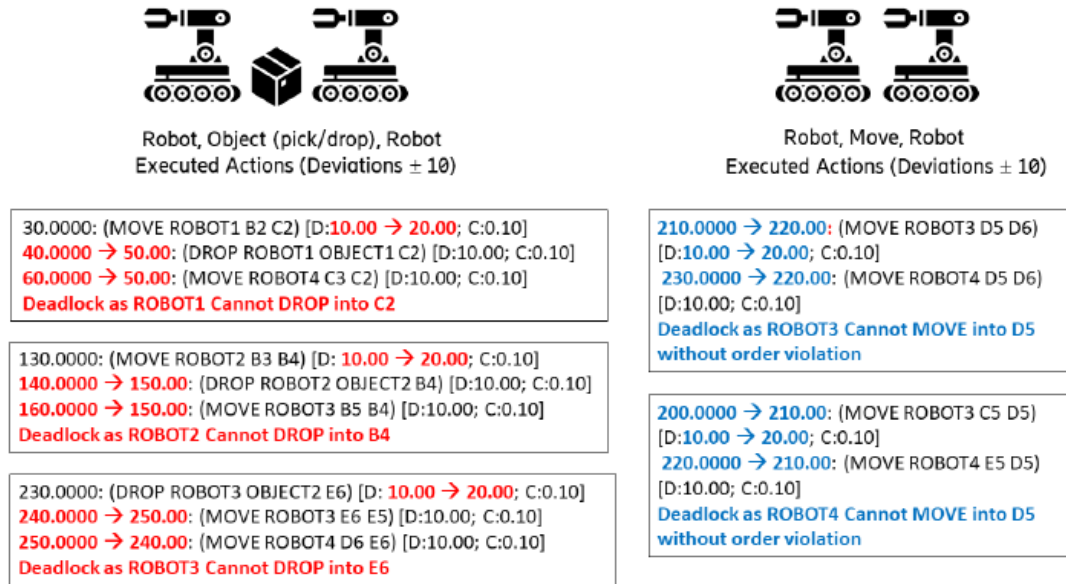 Robot, Object (pick/drop), Robot
Executed Actions (Deviations ± 10)
30.0000: (MOVE ROBOT1 B2 C2) [D:10.00 → 20.00; C:0.10]
40.0000 → 50.00: (DROP ROBOT1 OBJECT1 C2) [D:10.00; C:0.10]
60.0000 → 50.00: (MOVE ROBOT4 C3 C2) [D:10.00; C:0.10]
Deadlock as ROBOT1 Cannot DROP into C2
130.0000: (MOVE ROBOT2 B3 B4) [D: 10.00 → 20.00; C:0.10]
140.0000 → 150.00: (DROP ROBOT2 OBJECT2 B4) [D:10.00; C:0.10]
160.0000 → 150.00: (MOVE ROBOT3 B5 B4) [D:10.00; C:0.10]
Deadlock as ROBOT2 Cannot DROP into B4
230.0000: (DROP ROBOT3 OBJECT2 E6) [D: 10.00 → 20.00; C:0.10]
240.0000 → 250.00: (MOVE ROBOT3 E6 E5) [D:10.00; C:0.10]
250.0000 → 240.00: (MOVE ROBOT4 D6 E6) [D:10.00; C:0.10]
Deadlock as ROBOT3 Cannot DROP into E6
Robot, Move, Robot
Executed Actions (Deviations ± 10)
210.0000 → 220.00: (MOVE ROBOT3 D5 D6)
[D:10.00 → 20.00; C:0.10]
230.0000 → 220.00: (MOVE ROBOT4 D5 D6)
[D:10.00; C:0.10]
Deadlock as ROBOT3 Cannot MOVE into D5
without order violation
200.0000 → 210.00: (MOVE ROBOT3 C5 D5)
[D:10.00 → 20.00; C:0.10]
220.0000 → 210.00: (MOVE ROBOT4 E5 D5)
[D:10.00; C:0.10]
Deadlock as ROBOT4 Cannot MOVE into D5
without order violation